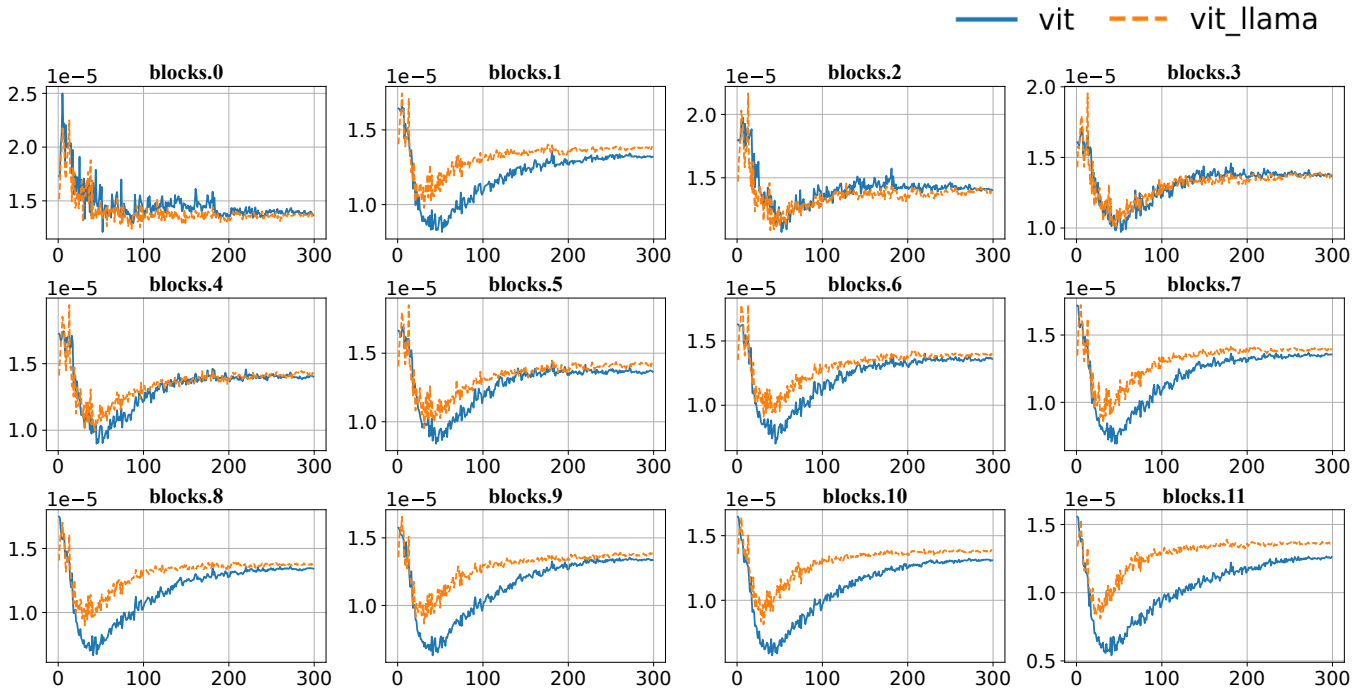 vit vit_llama
blocks.0 blocks.1 blocks.2 blocks.3
1e−5 1e−5 1e−5 1e−5
2.5 2.0 1.5
1.5 1.0
2.0 1.5
2.0 1.5 1.0
0 100 200 300 0 100 200 300 0 100 200 300 0 100 200 300
blocks.4 blocks.5 blocks.6 blocks.7
1e−5 1e−5 1e−5 1e−5
1.5 1.5 1.5 1.5
1.0 1.0 1.0 1.0
0 100 200 300 0 100 200 300 0 100 200 300 0 100 200 300
blocks.8 blocks.9 blocks.10 blocks.11
1e−5 1e−5 1e−5 1e−5
1.5 1.5 1.5 1.5
1.0 1.0 1.0 1.0
0.5
0 100 200 300 0 100 200 300 0 100 200 300 0 100 200 300